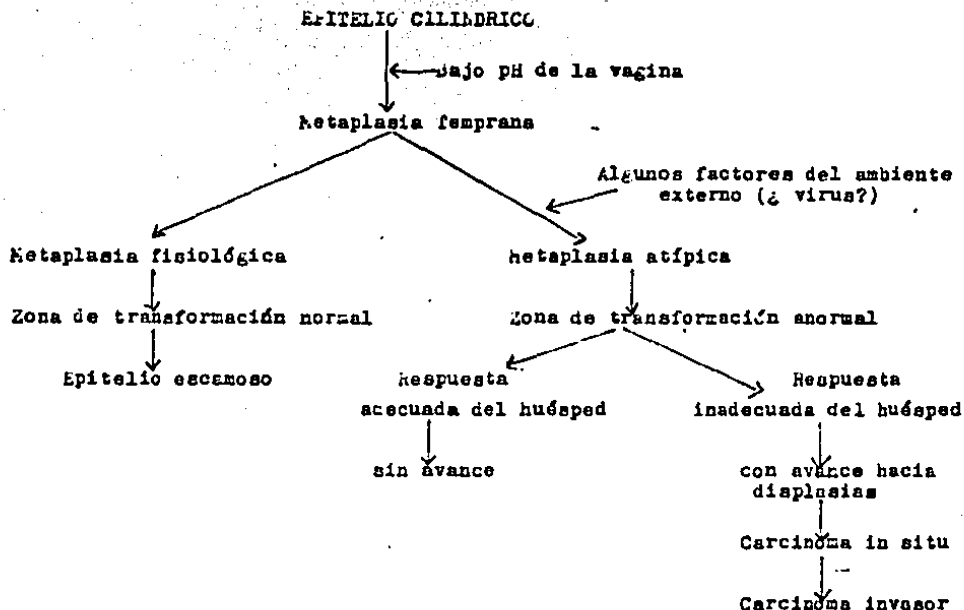 EPITELIO CILINDRICO
Bajo pH de la vagina
Metaplasia temprana
Algunos factores del ambiente
externo (¿ virus?)
Metaplasia fisiológica
Metaplasia atípica
Zona de transformación normal
Zona de transformación anormal
Epitelio escamoso
Respuesta
adecuada del huésped
Respuesta
inadecuada del huésped
sin avance
con avance hacia
displasias
Carcinoma in situ
Carcinoma invasor